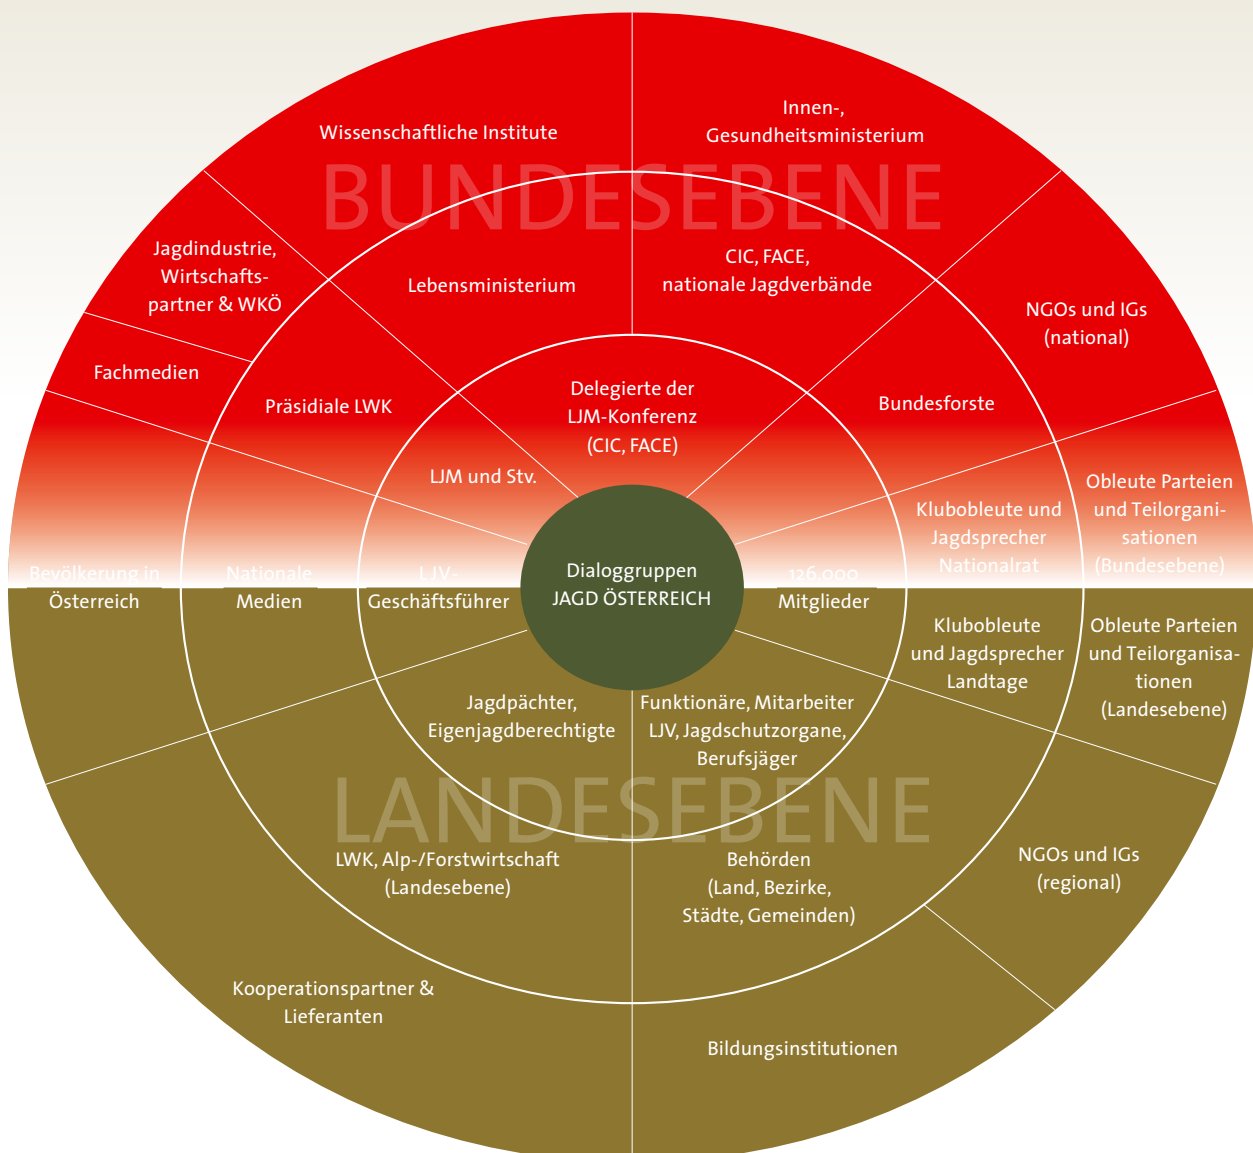 Wissenschaftliche Institute
Innen-,
Gesundheitsministerium
BUNDESEBENE
Jagdindustrie,
Wirtschafts-
partner & WKÖ
Lebensministerium
CIC, FACE,
nationale Jagdverbände
NGOs und IGs
(national)
Fachmedien
Präsidiale LWK
Delegierte der
LJM-Konferenz
(CIC, FACE)
Bundesforste
LJM und Stv.
Klubobleute und
Jagdsprecher
Nationalrat
Obleute Parteien
und Teilorgani-
sationen
(Bundesebene)
Bevölkerung in
Österreich
Nationale
Medien
LJV-
Geschäftsführer
Dialoggruppen
JAGD ÖSTERREICH
126.000
Mitglieder
Klubobleute
und Jagdsprecher
Landtage
Obleute Parteien
und Teilorganisa-
tionen
(Landesebene)
Jagdpächter,
Eigenjagdberechtigte
Funktionäre, Mitarbeiter
LJV, Jagdschutzorgane,
Berufsjäger
LANDESEBENE
LWK, Alp-/Forstwirtschaft
(Landesebene)
Behörden
(Land, Bezirke,
Städte, Gemeinden)
NGOs und IGs
(regional)
Kooperationspartner &
Lieferanten
Bildungsinstitutionen